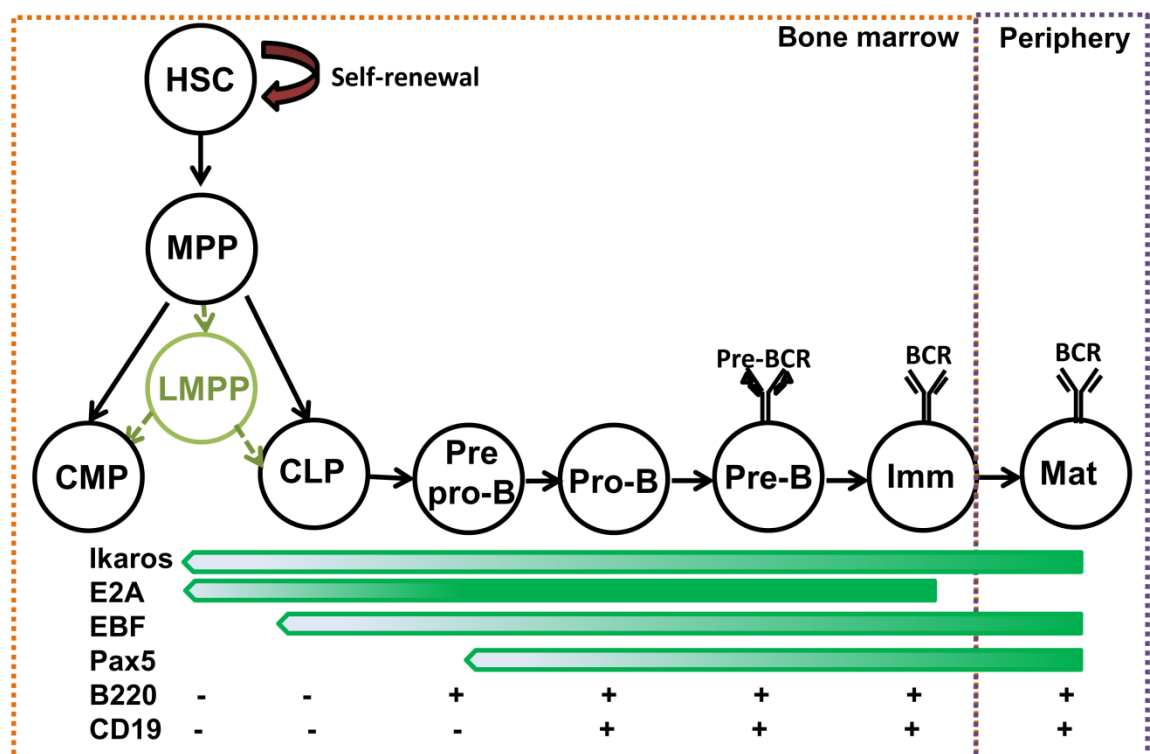 Bone marrow
Periphery
HSC
Self-renewal
MPP
LMPP
Pre-BCR
BCR
BCR
CMP
CLP
Pre
pro-B
Pro-B
Pre-B
Imm
Mat
Ikaros
E2A
EBF
Pax5
B220 - - + + + + +
CD19 - - - + + + +